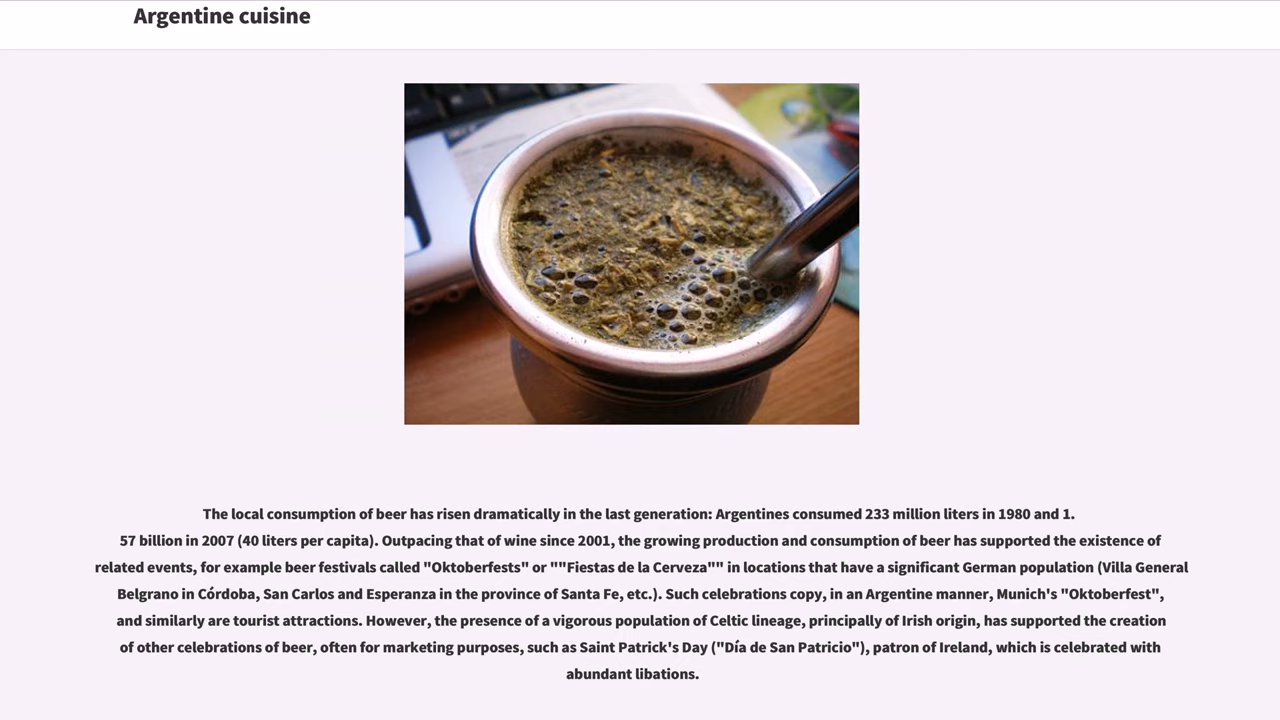 Argentine cuisine
The local consumption of beer has risen dramatically in the last generation: Argentines consumed 233 million liters in 1980 and 1.
57 billion in 2007 (40 liters per capita). Outpacing that of wine since 2001, the growing production and consumption of beer has supported the existence of
related events, for example beer festivals called "Oktoberfests" or ""Fiestas de la Cerveza"" in locations that have a significant German population (Villa General
Belgrano in Córdoba, San Carlos and Esperanza in the province of Santa Fe, etc.). Such celebrations copy, in an Argentine manner, Munich's "Oktoberfest",
and similarly are tourist attractions. However, the presence of a vigorous population of Celtic lineage, principally of Irish origin, has supported the creation
of other celebrations of beer, often for marketing purposes, such as Saint Patrick's Day ("Día de San Patricio"), patron of Ireland, which is celebrated with
abundant libations.